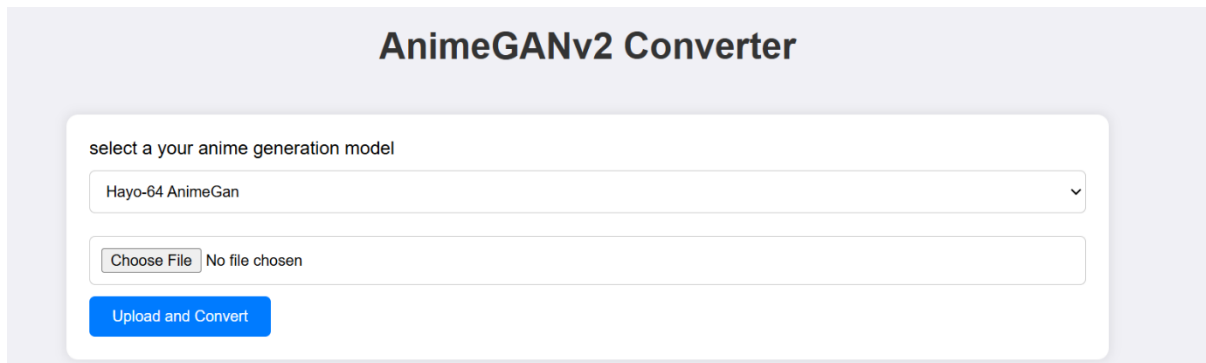 AnimeGANv2 Converter
select a your anime generation model
Hayo-64 AnimeGan
Choose File No file chosen
Upload and Convert